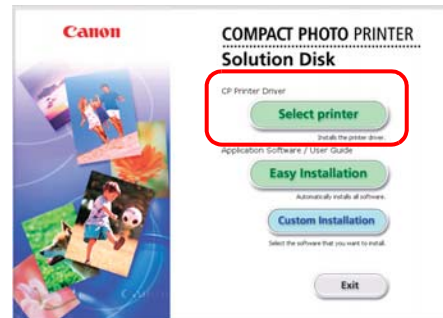 Canon
COMPACT PHOTO PRINTER
Solution Disk
CP Printer Driver
Select printer
Installs the printer driver.
Application Software / User Guide
Easy Installation
Automatically installs all software.
Custom Installation
Select the software that you want to install.
Exit
Canon